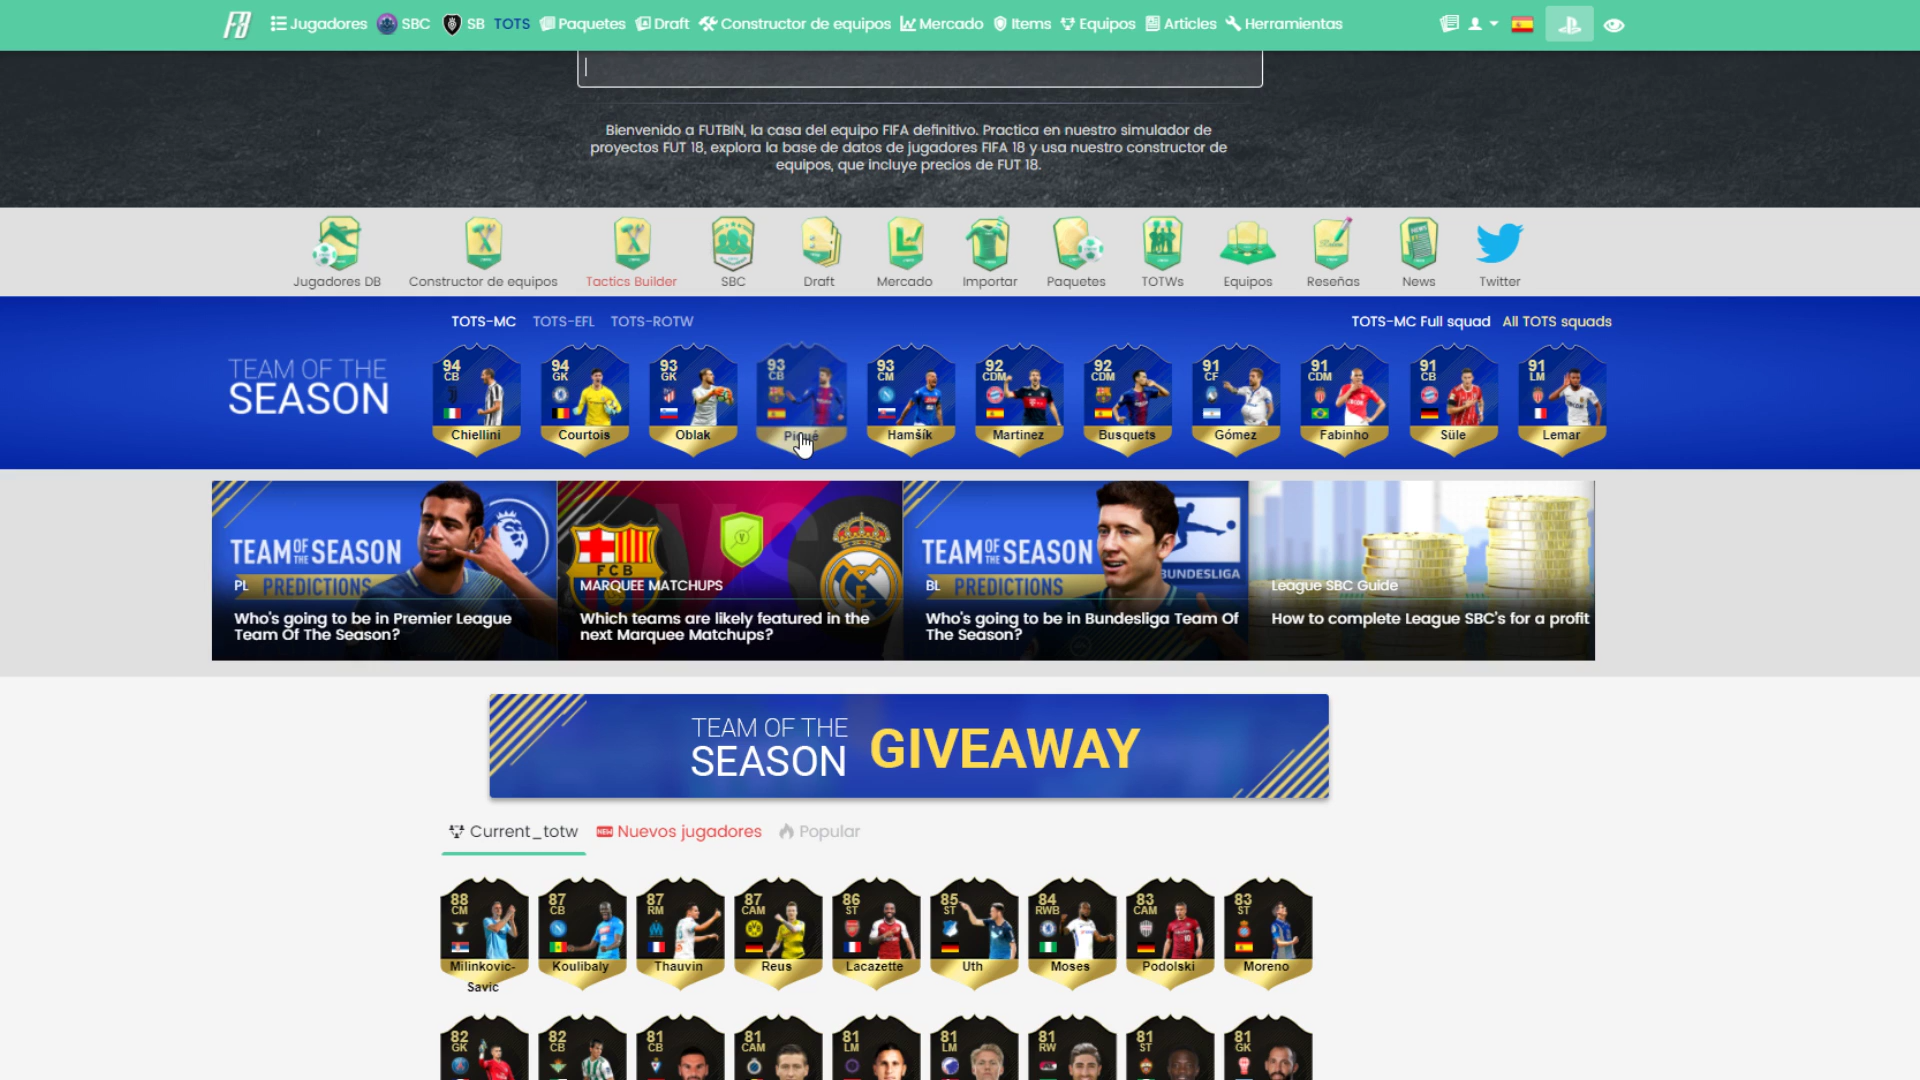 FB Jugadores SBC SB TOTS Paquetes Draft Constructor de equipos Mercado Items Equipos Articles Herramientas
Bienvenido a FUTBIN, la casa del equipo FIFA definitivo. Practica en nuestro simulador de
proyectos FUT 18, explora la base de datos de jugadores FIFA 18 y usa nuestro constructor de
equipos, que incluye precios de FUT 18.
Jugadores DB Constructor de equipos Tactics Builder SBC Draft Mercado Importar Paquetes TOTWs Equipos Reseñas News Twitter
TOTS-MC TOTS-EFL TOTS-ROTW TOTS-MC Full squad All TOTS squads
TEAM OF THE
SEASON
94 94 93 93 93 92 92 91 91 91 91
CB GK GK CB CM CDM CDM CF CDM CB LM
Chiellini Courtois Oblak Piqué Hamšík Martínez Busquets Gómez Fabinho Süle Lemar
TEAM OF THE SEASON
PL PREDICTIONS
Who's going to be in Premier League
Team Of The Season?
VS
FCB
MARQUEE MATCHUPS
Which teams are likely featured in the
next Marquee Matchups?
TEAM OF THE SEASON
BUNDESLIGA
BL PREDICTIONS
Who's going to be in Bundesliga Team Of
The Season?
League SBC Guide
How to complete League SBC's for a profit
TEAM OF THE
SEASON GIVEAWAY
Current_totw NEW Nuevos jugadores Popular
88 87 87 87 86 85 84 83 83
CM CB RM CAM ST ST RWB CAM ST
Milinkovic-
Savic Koulibaly Thauvin Reus Lacazette Uth Moses Podolski Moreno
82 82 81 81 81 81 81 81 81
GK CB CB CAM LM LM RW ST GK